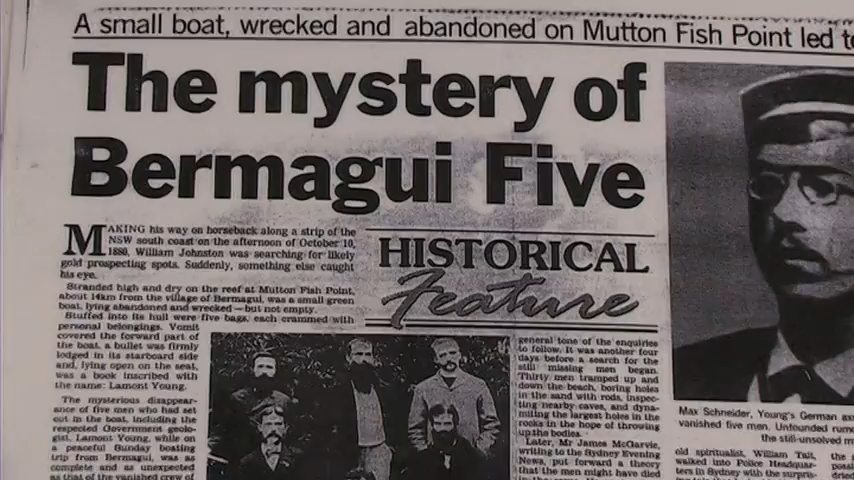 A small boat, wrecked and abandoned on Mutton Fish Point led t
The mystery of
Bermagui Five
MAKING his way on horseback along a strip of the
NSW south coast on the afternoon of October 10,
1880, William Johnston was searching for likely
gold prospecting spots. Suddenly, something else caught
his eye.
Stranded high and dry on the reef at Mutton Fish Point,
about 14km from the village of Bermagui, was a small green
boat, lying abandoned and wrecked — but not empty.
Stuffed into its hull were five bags, each crammed with
personal belongings. Vomit
covered the forward part of
the boat, a bullet was firmly
lodged in its starboard side
and, lying open on the seat,
was a book inscribed with
the name: Lamont Young.
The mysterious disappear-
ance of five men who had set
out in the boat, including the
respected Government geolo-
gist, Lamont Young, while on
a peaceful Sunday boating
trip from Bermagui, was as
complete and as unexpected
as that of the vanished crew of
HISTORICAL
Feature
general tone of the enquiries
to follow. It was another four
days before a search for the
still missing men began.
Thirty men tramped up and
down the beach, boring holes
in the sand with rods, inspec-
ting nearby caves, and dyna-
miting the largest holes in the
rocks in the hope of throwing
up the bodies.
Later, Mr James McGarvie,
writing to the Sydney Evening
News, put forward a theory
that the men might have died
Max Schneider, Young's German as
vanished five men. Unfounded rum
the still-unsolved m
old spiritualist, William Tait,
walked into Police Headquar-
ters in Sydney with the surpris-